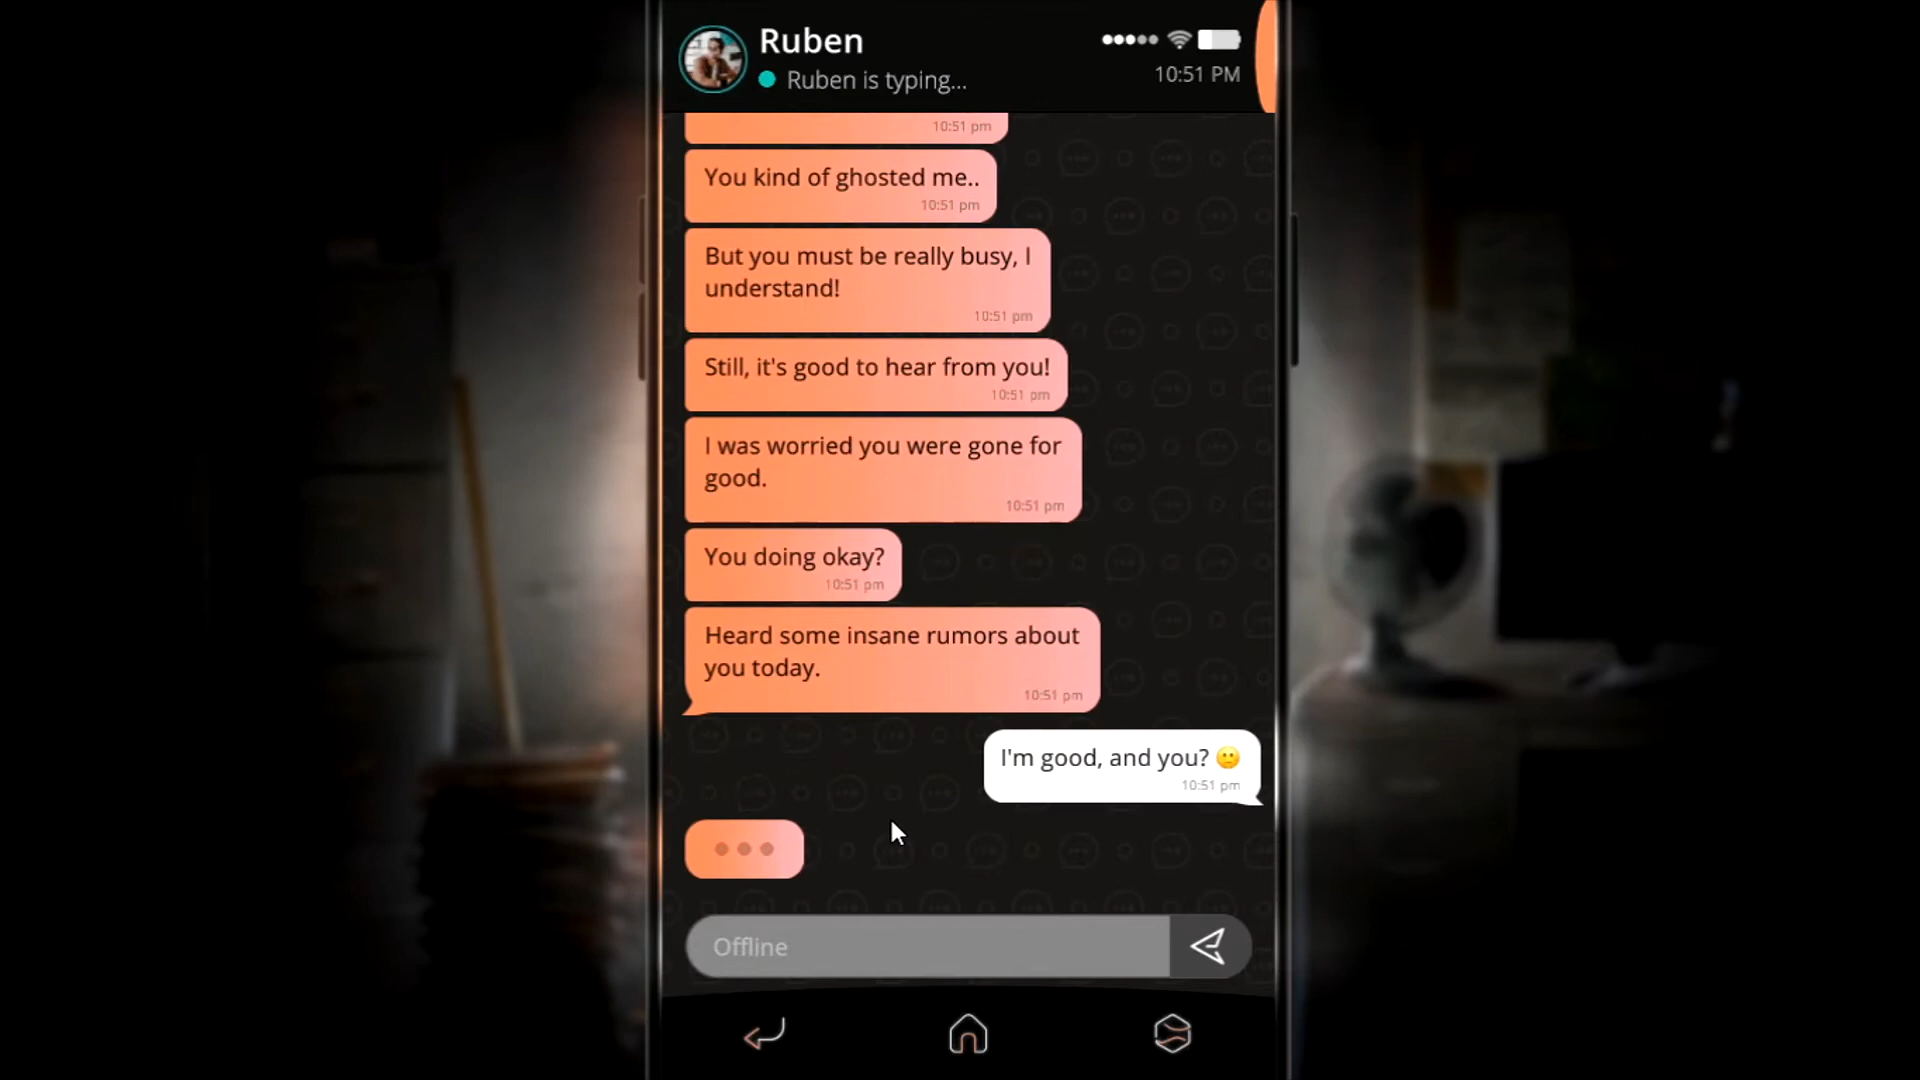 Ruben
Ruben is typing...
10:51 PM
10:51 pm
You kind of ghosted me..
10:51 pm
But you must be really busy, I
understand!
10:51 pm
Still, it's good to hear from you!
10:51 pm
I was worried you were gone for
good.
10:51 pm
You doing okay?
10:51 pm
Heard some insane rumors about
you today.
10:51 pm
I'm good, and you? 🙂
10:51 pm
Offline